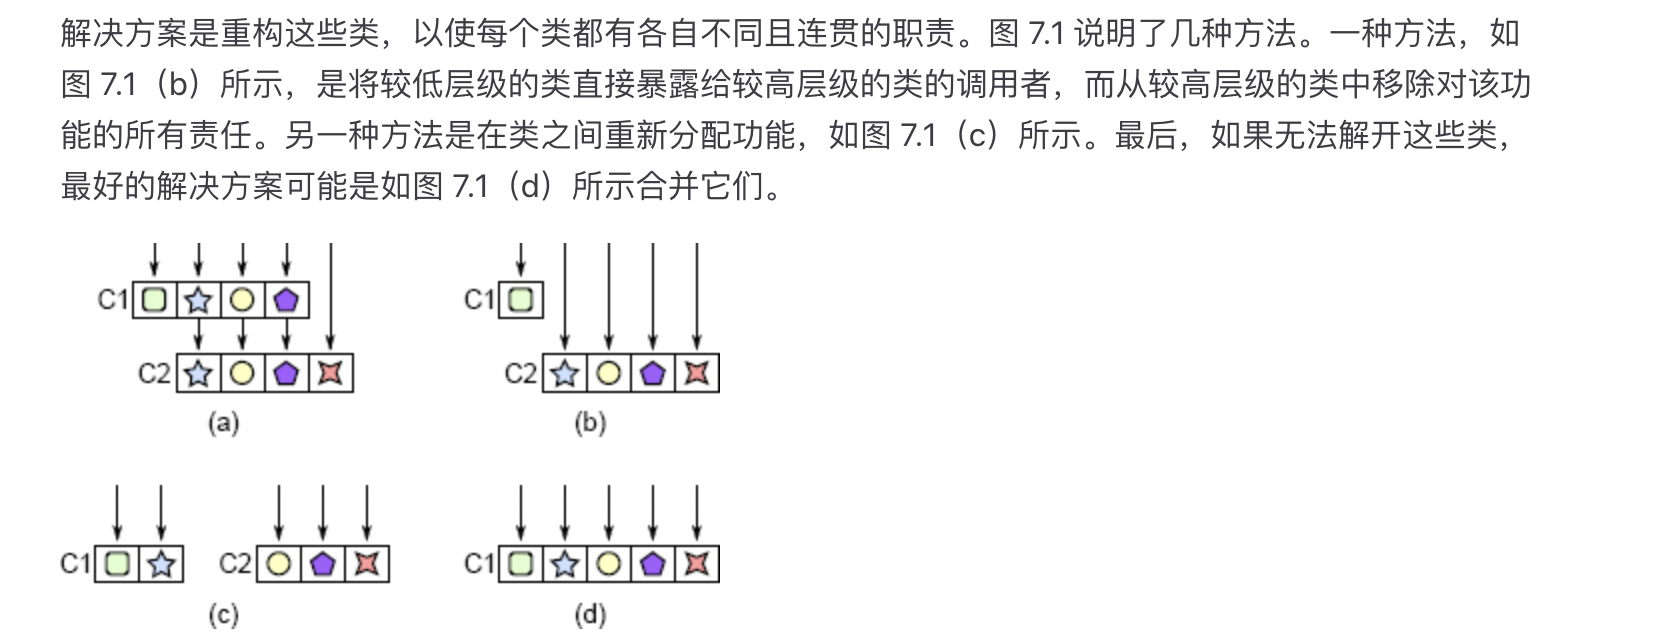 解决方案是重构这些类，以使每个类都有各自不同且连贯的职责。图 7.1 说明了几种方法。一种方法，如
图 7.1（b）所示，是将较低层级的类直接暴露给较高层级的类的调用者，而从较高层级的类中移除对该功
能的所有责任。另一种方法是在类之间重新分配功能，如图 7.1（c）所示。最后，如果无法解开这些类，
最好的解决方案可能是如图 7.1（d）所示合并它们。
C1
C2
(a)
C1
C2
(b)
C1
C2
(c)
C1
(d)